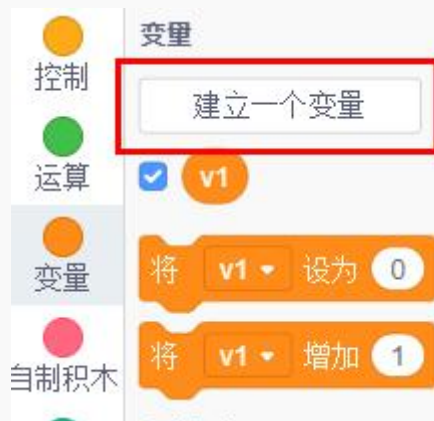 变量
控制
建立一个变量
运算
v1
变量
将 v1 设为 0
将 v1 增加 1
自制积木